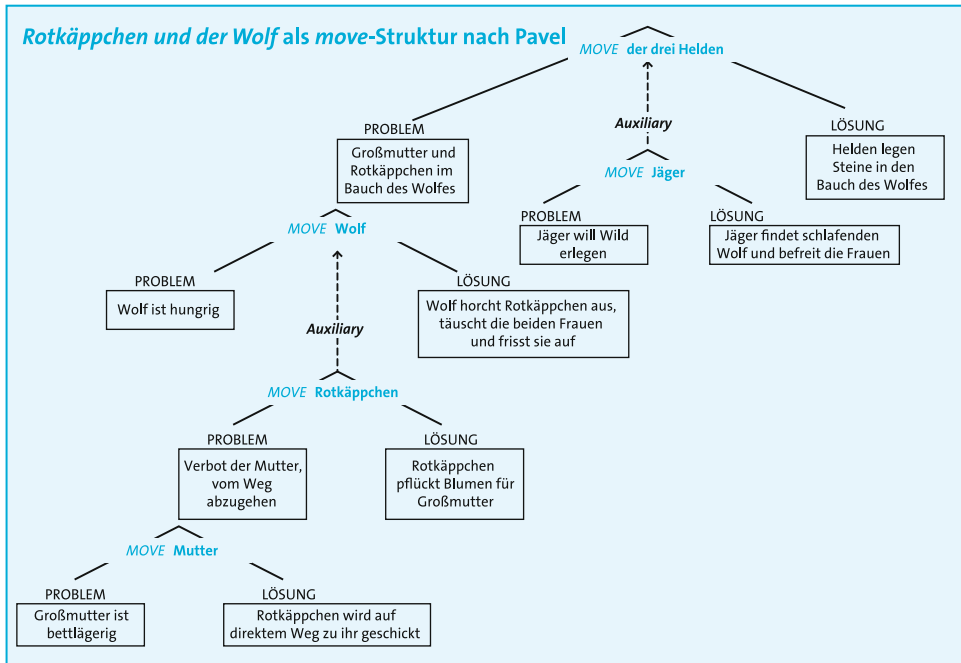 Rotkäppchen und der Wolf als move-Struktur nach Pavel
MOVE der drei Helden
PROBLEM
Großmutter und
Rotkäppchen im
Bauch des Wolfes
Auxiliary
LÖSUNG
Helden legen
Steine in den
Bauch des Wolfes
MOVE Jäger
PROBLEM
Jäger will Wild
erlegen
LÖSUNG
Jäger findet schlafenden
Wolf und befreit die Frauen
MOVE Wolf
PROBLEM
Wolf ist hungrig
LÖSUNG
Wolf horcht Rotkäppchen aus,
täuscht die beiden Frauen
und frisst sie auf
Auxiliary
MOVE Rotkäppchen
PROBLEM
Verbot der Mutter,
vom Weg
abzugehen
LÖSUNG
Rotkäppchen
pflückt Blumen für
Großmutter
MOVE Mutter
PROBLEM
Großmutter ist
bettlägerig
LÖSUNG
Rotkäppchen wird auf
direktem Weg zu ihr geschickt